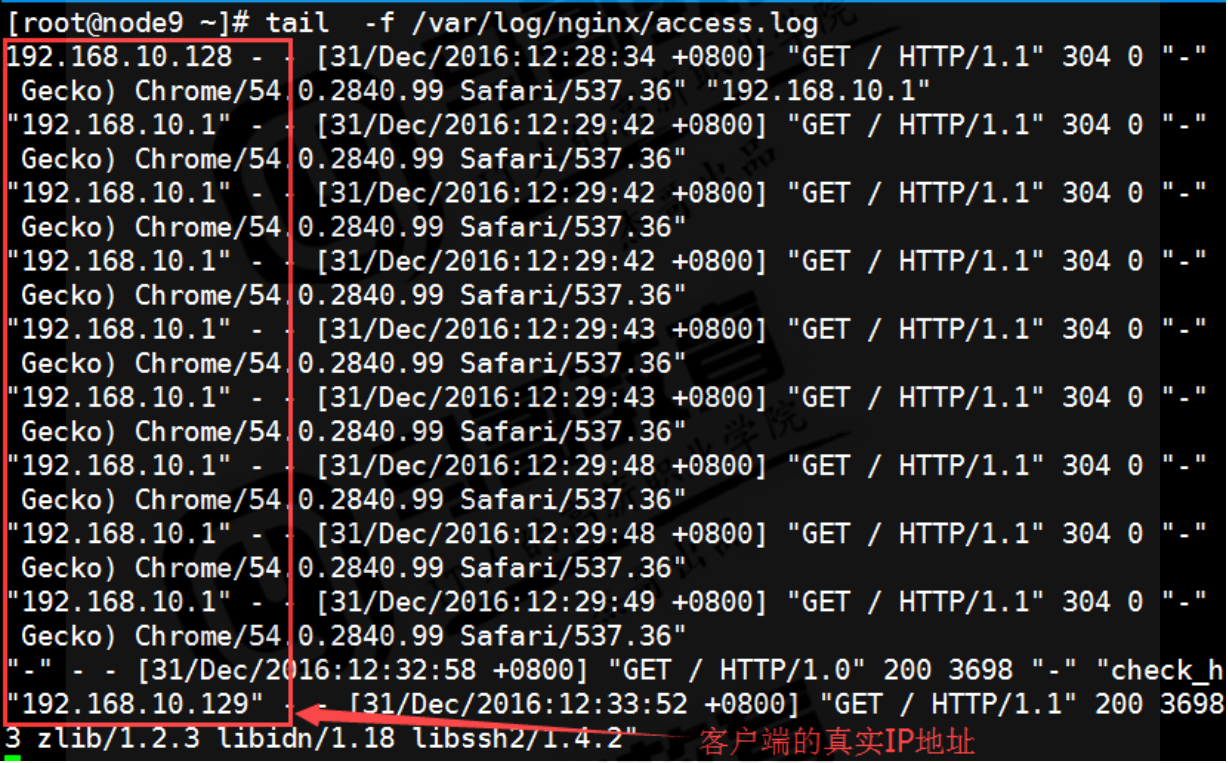 [root@node9 ~]# tail  -f /var/log/nginx/access.log
192.168.10.128 - - [31/Dec/2016:12:28:34 +0800] "GET / HTTP/1.1" 304 0 "-"
 Gecko) Chrome/54.0.2840.99 Safari/537.36" "192.168.10.1"
"192.168.10.1" - - [31/Dec/2016:12:29:42 +0800] "GET / HTTP/1.1" 304 0 "-"
 Gecko) Chrome/54.0.2840.99 Safari/537.36"
"192.168.10.1" - - [31/Dec/2016:12:29:42 +0800] "GET / HTTP/1.1" 304 0 "-"
 Gecko) Chrome/54.0.2840.99 Safari/537.36"
"192.168.10.1" - - [31/Dec/2016:12:29:42 +0800] "GET / HTTP/1.1" 304 0 "-"
 Gecko) Chrome/54.0.2840.99 Safari/537.36"
"192.168.10.1" - - [31/Dec/2016:12:29:43 +0800] "GET / HTTP/1.1" 304 0 "-"
 Gecko) Chrome/54.0.2840.99 Safari/537.36"
"192.168.10.1" - - [31/Dec/2016:12:29:43 +0800] "GET / HTTP/1.1" 304 0 "-"
 Gecko) Chrome/54.0.2840.99 Safari/537.36"
"192.168.10.1" - - [31/Dec/2016:12:29:48 +0800] "GET / HTTP/1.1" 304 0 "-"
 Gecko) Chrome/54.0.2840.99 Safari/537.36"
"192.168.10.1" - - [31/Dec/2016:12:29:48 +0800] "GET / HTTP/1.1" 304 0 "-"
 Gecko) Chrome/54.0.2840.99 Safari/537.36"
"192.168.10.1" - - [31/Dec/2016:12:29:49 +0800] "GET / HTTP/1.1" 304 0 "-"
 Gecko) Chrome/54.0.2840.99 Safari/537.36"
"-" - - [31/Dec/2016:12:32:58 +0800] "GET / HTTP/1.0" 200 3698 "-" "check_h
"192.168.10.129" - - [31/Dec/2016:12:33:52 +0800] "GET / HTTP/1.1" 200 3698
3 zlib/1.2.3 libidn/1.18 libssh2/1.4.2"
客户端的真实IP地址